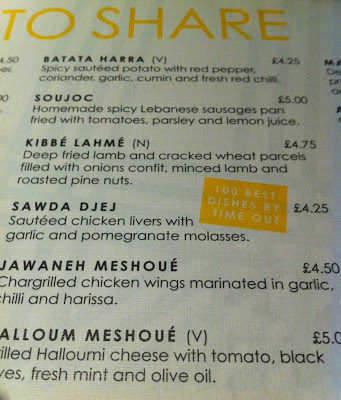 TO SHARE
4.50
BATATA HARRA (V) £4.25
Spicy sautéed potato with red pepper,
coriander, garlic, cumin and fresh red chilli.
SOUJOC £5.00
Homemade spicy Lebanese sausages pan
fried with tomatoes, parsley and lemon juice.
KIBBÉ LAHMÉ (N) £4.75
Deep fried lamb and cracked wheat parcels
filled with onions confit, minced lamb and
roasted pine nuts.
100 BEST
DISHES BY
TIME OUT
SAWDA DJEJ £4.25
Sautéed chicken livers with
garlic and pomegranate molasses.
JAWANEH MESHOUÉ £4.50
Chargrilled chicken wings marinated in garlic,
chilli and harissa.
ALLOUM MESHOUÉ (V) £5.0
rilled Halloumi cheese with tomato, black
ves, fresh mint and olive oil.